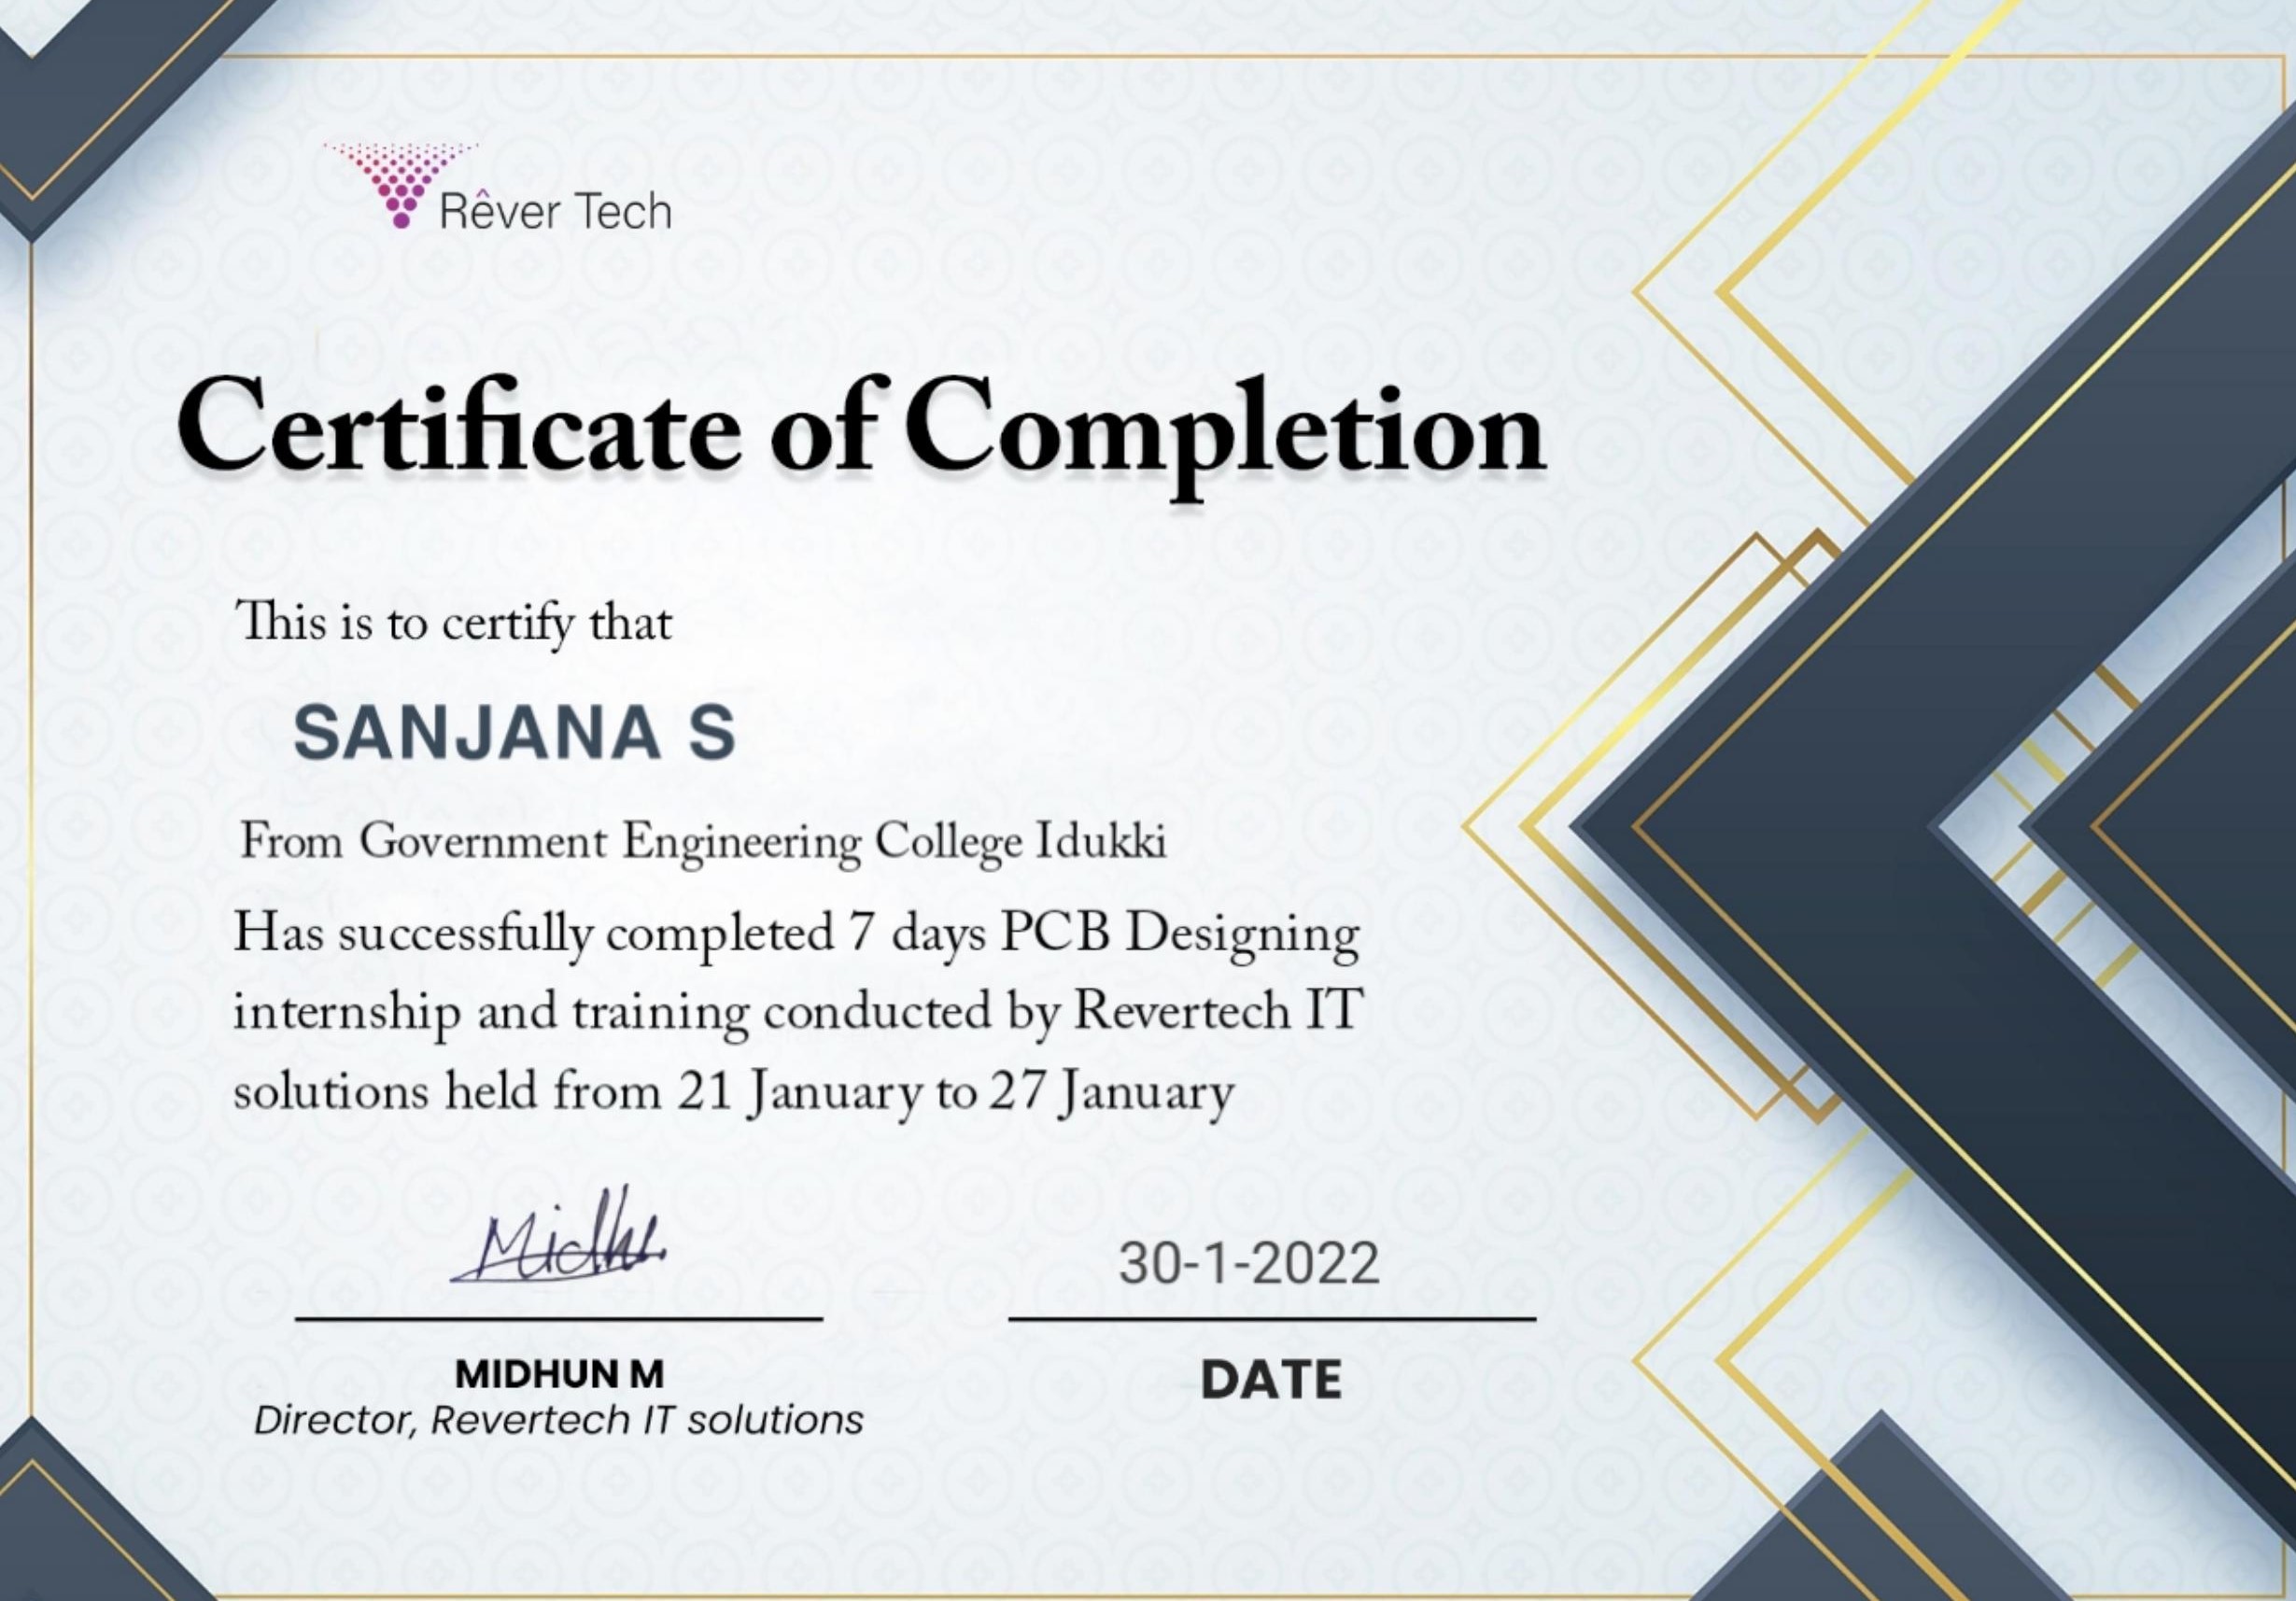 Rêver Tech
Certificate of Completion
This is to certify that
SANJANA S
From Government Engineering College Idukki
Has successfully completed 7 days PCB Designing
internship and training conducted by Revertech IT
solutions held from 21 January to 27 January
Midhu
30-1-2022
MIDHUN M
DATE
Director, Revertech IT solutions